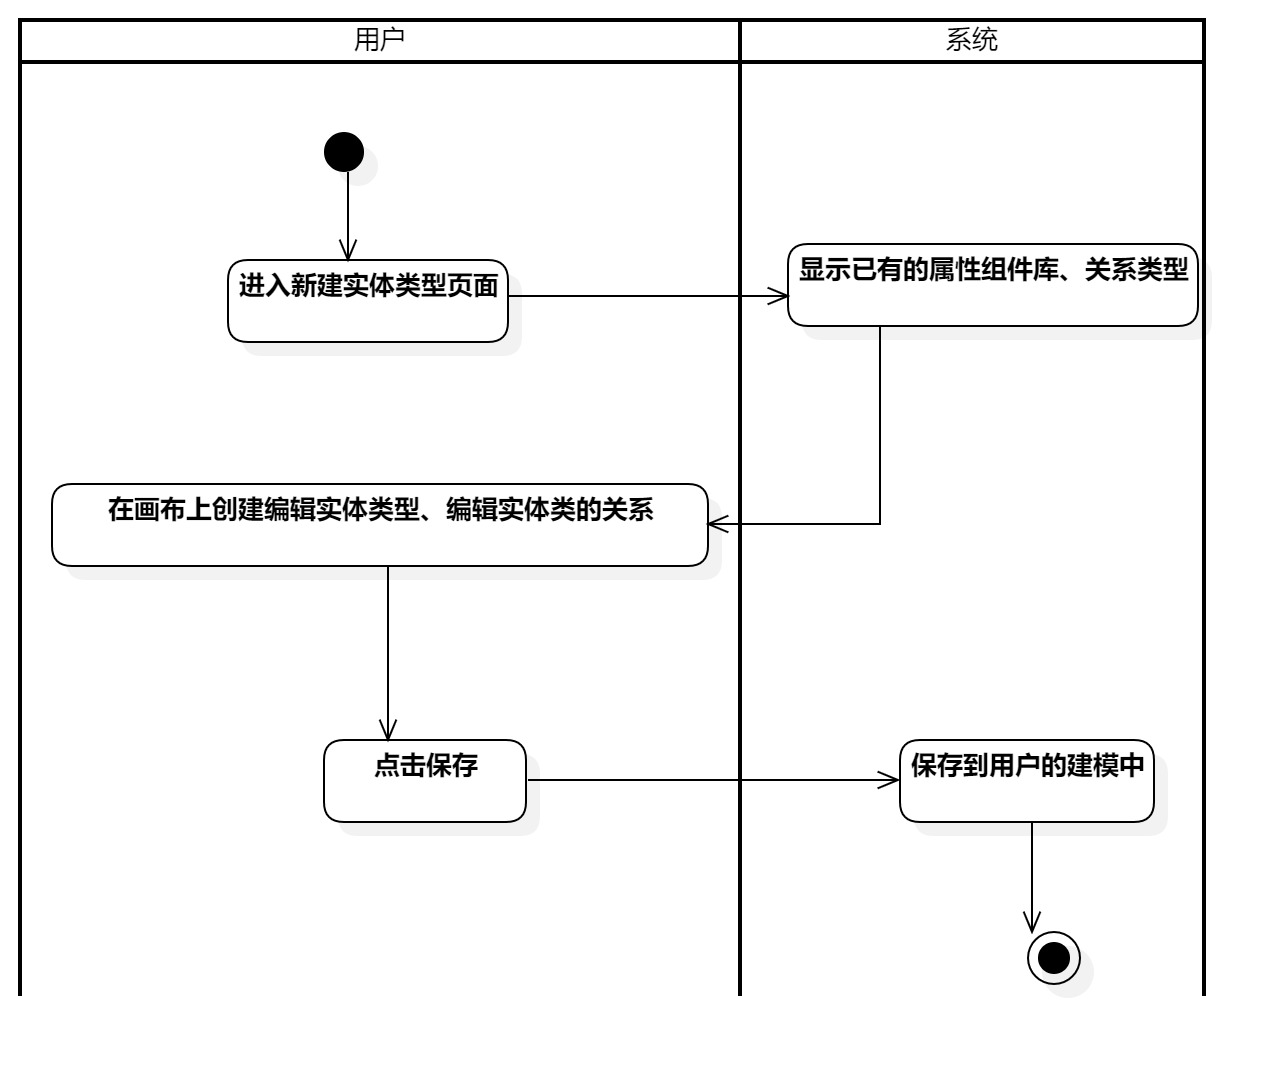 用户
系统
进入新建实体类型页面
显示已有的属性组件库、关系类型
在画布上创建编辑实体类型、编辑实体类的关系
点击保存
保存到用户的建模中